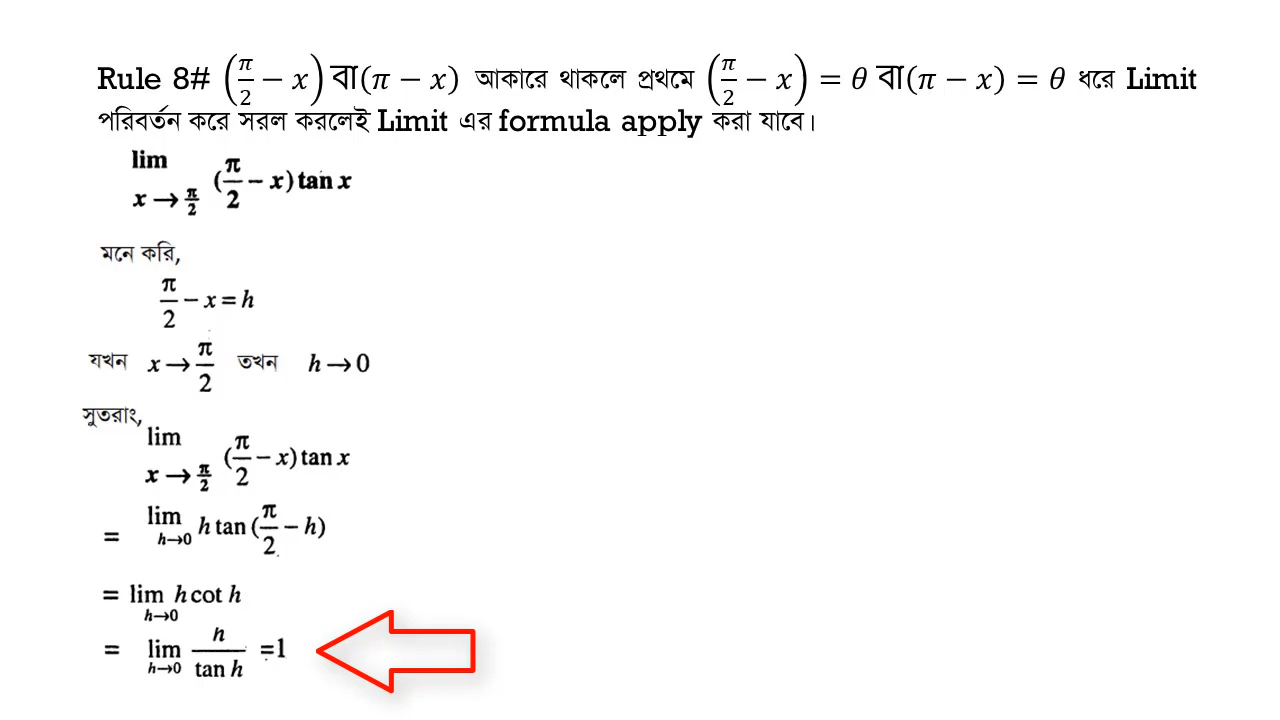 Rule 8# (π/2 − x) বা(π − x) আকারে থাকলে প্রথমে (π/2 − x) = θ বা(π − x) = θ ধরে Limit
পরিবর্তন করে সরল করলেই Limit এর formula apply করা যাবে।
lim x→π/2 (π/2 − x) tan x
মনে করি,
π/2 − x = h
যখন x → π/2 তখন h → 0
সুতরাং,
lim x→π/2 (π/2 − x) tan x
= lim h→0 h tan (π/2 − h)
= lim h→0 h cot h
= lim h→0 h/tan h =1